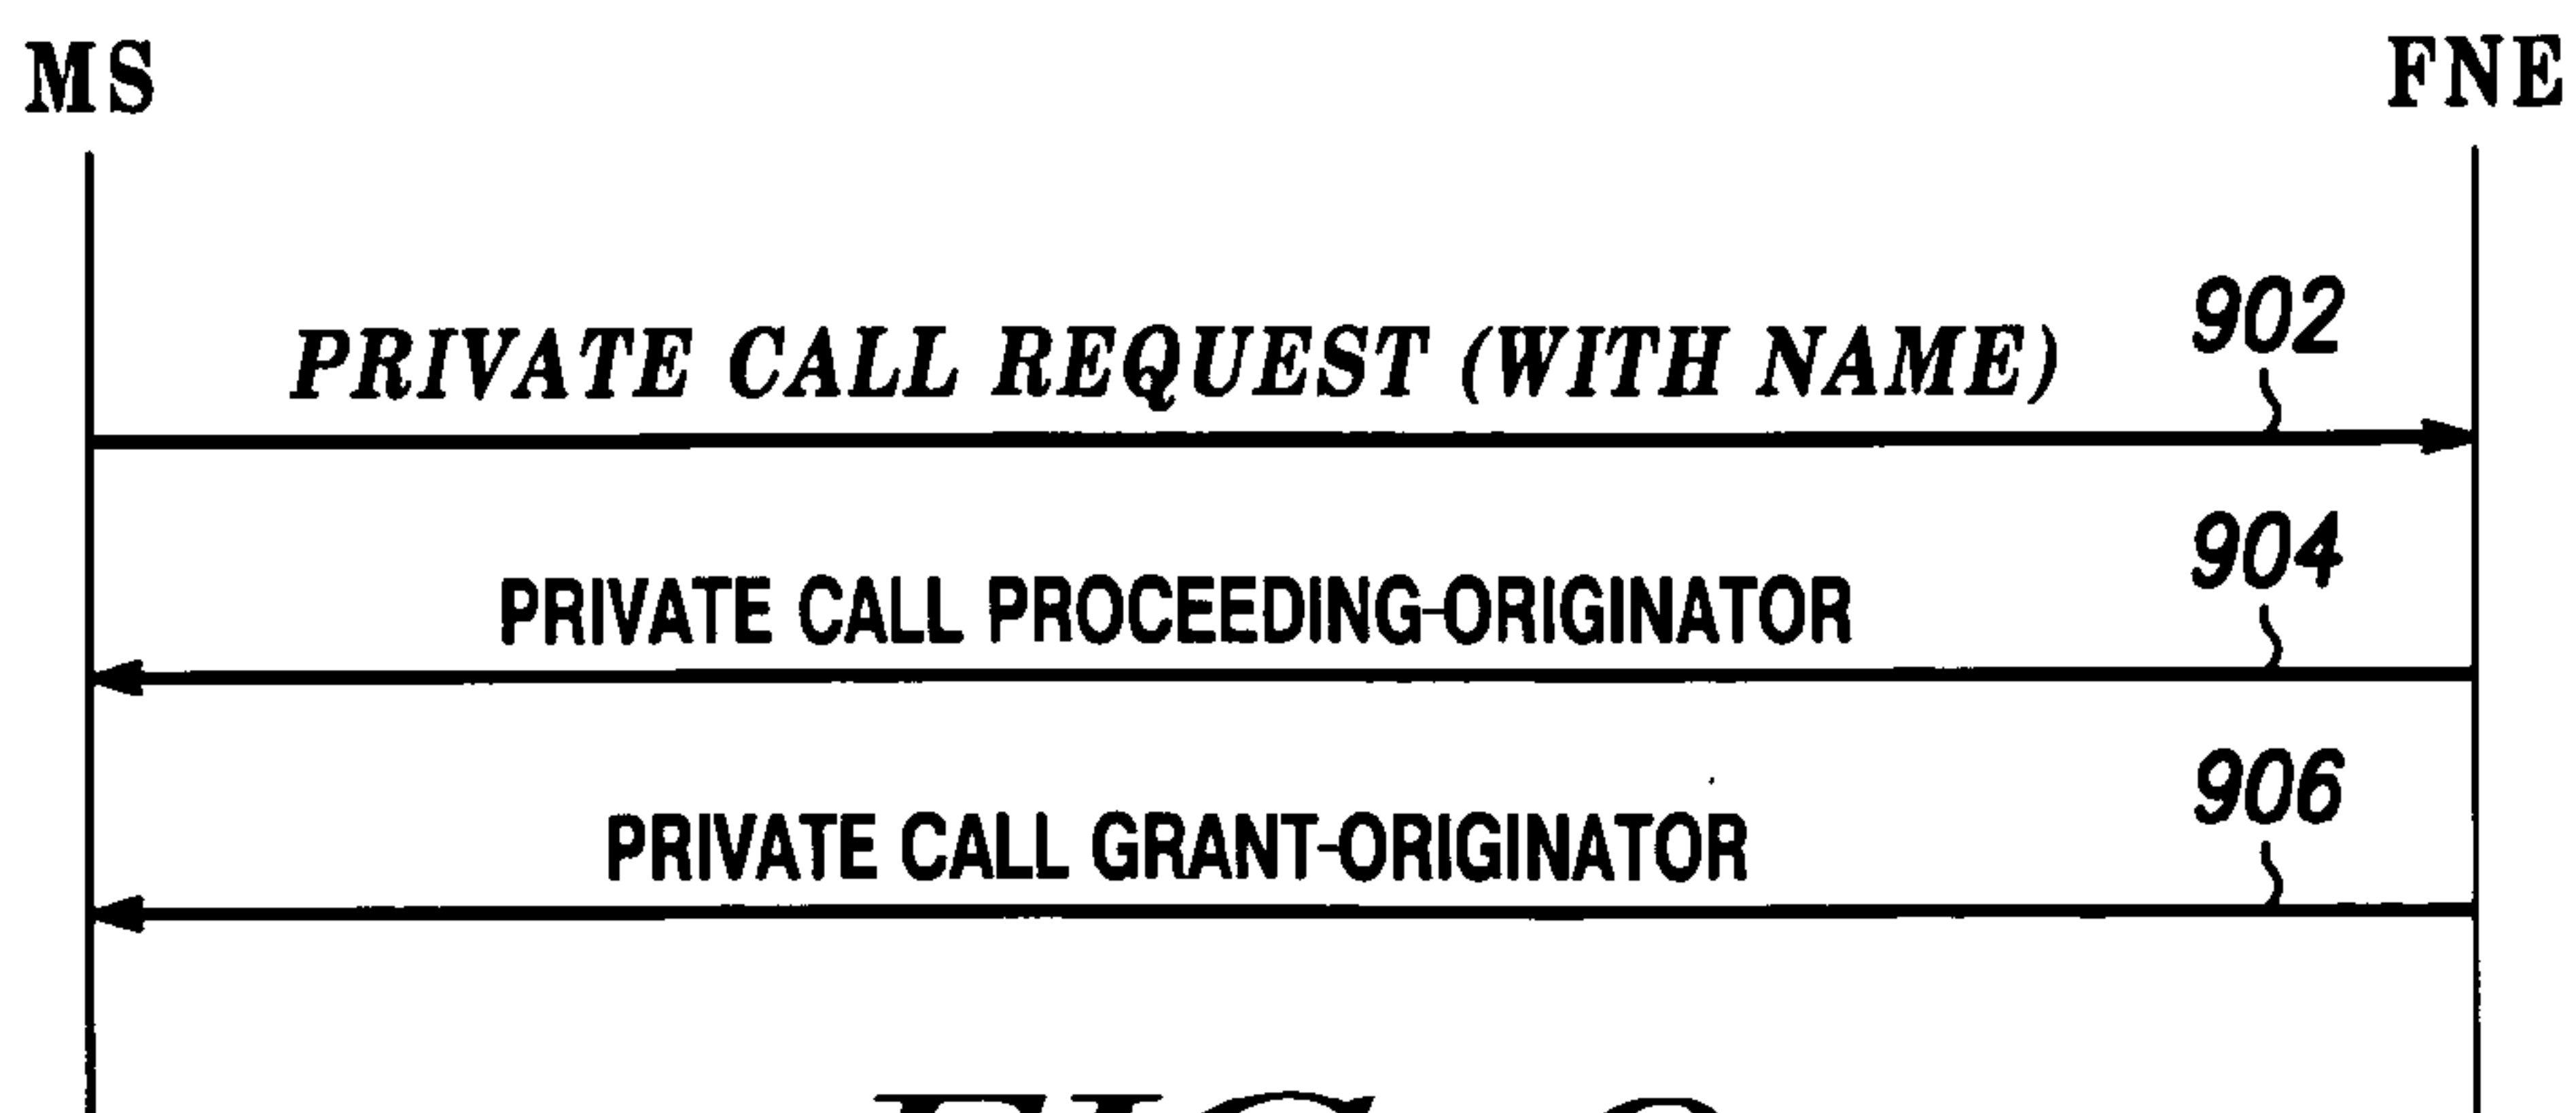 MS FNE
902
PRIVATE CALL REQUEST (WITH NAME)
904
PRIVATE CALL PROCEEDING-ORIGINATOR
906
PRIVATE CALL GRANT-ORIGINATOR